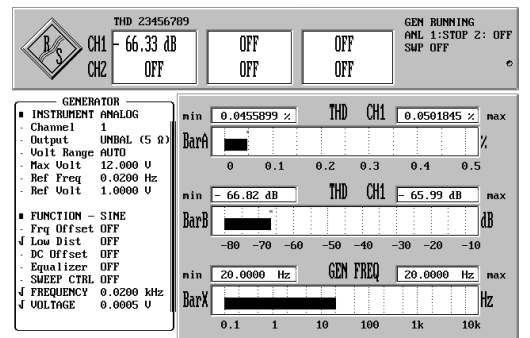 THD 23456789
R S CH1 - 66.33 dB OFF OFF
CH2 OFF OFF OFF
GEN RUNNING
ANL 1:STOP 2: OFF
SWP OFF
GENERATOR
INSTRUMENT ANALOG
Channel 1
Output UNBAL (5 Ω)
Volt Range AUTO
Max Volt 12.000 V
Ref Freq 0.0200 Hz
Ref Volt 1.0000 V
FUNCTION - SINE
Frq Offset OFF
Low Dist OFF
DC Offset OFF
Equalizer OFF
SWEEP CTRL OFF
FREQUENCY 0.0200 kHz
VOLTAGE 0.0005 V
min 0.0455899 % THD CH1 0.0501845 % max
BarA %
0 0.1 0.2 0.3 0.4 0.5
min - 66.82 dB THD CH1 - 65.99 dB max
BarB dB
-80 -70 -60 -50 -40 -30 -20 -10
min 20.0000 Hz GEN FREQ 20.0000 Hz max
BarX Hz
0.1 1 10 100 1k 10k